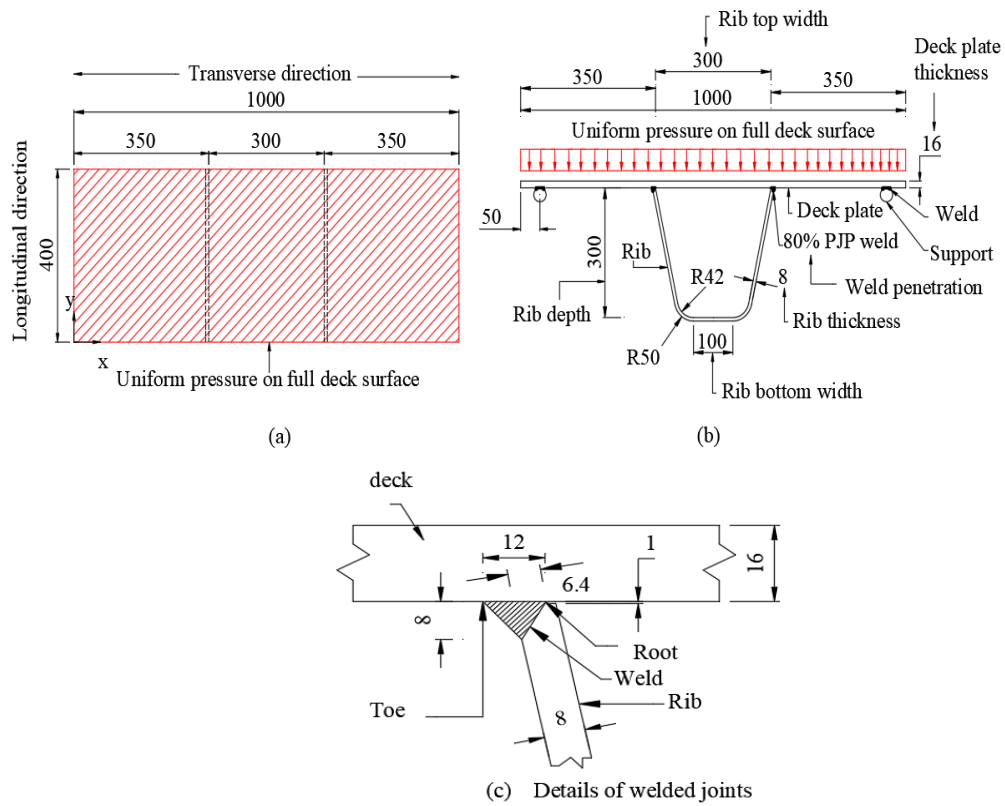 Transverse direction
1000
350
300
350
Longitudinal direction
400
y
x
Uniform pressure on full deck surface
(a)
Rib top width
300
350
350
1000
Deck plate
thickness
Uniform pressure on full deck surface
16
50
Deck plate
Weld
80% PJP weld
Support
300
Rib
R42
8
Weld penetration
Rib depth
Rib thickness
R50
100
Rib bottom width
(b)
deck
12
1
16
6.4
8
Root
Weld
Toe
Rib
8
(c) Details of welded joints